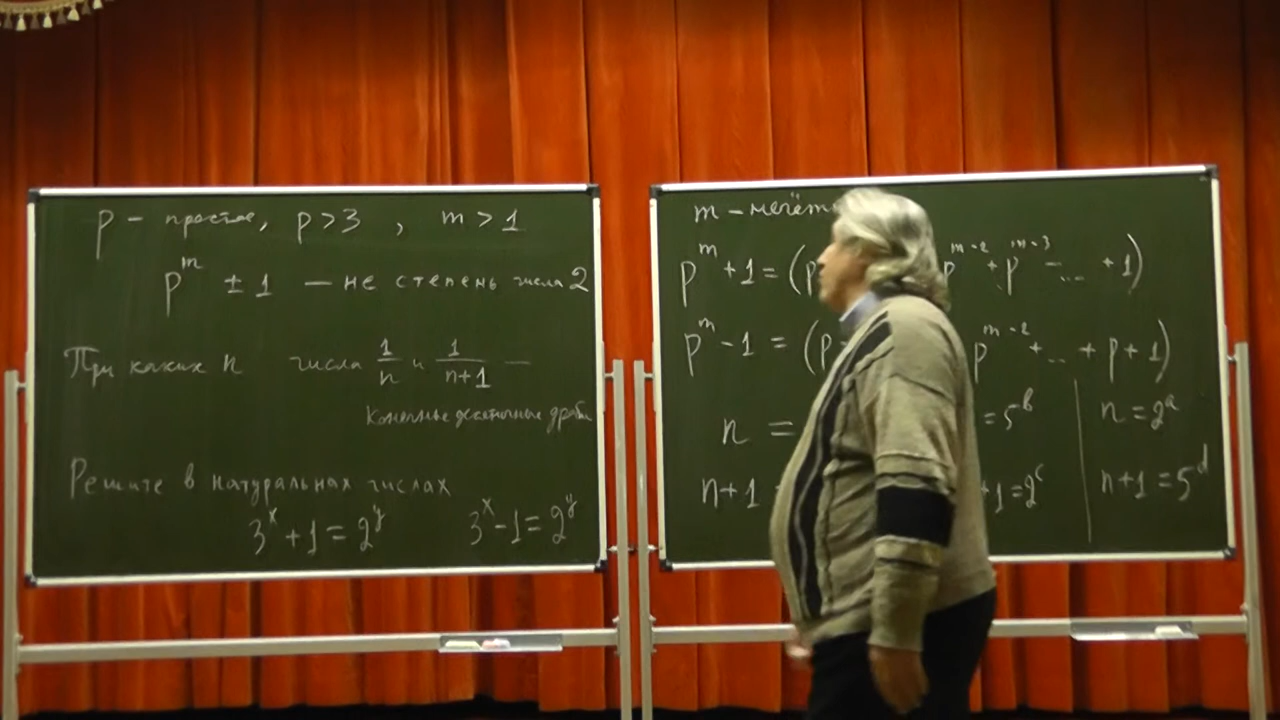 p - простое, p > 3 , m > 1
p^m ± 1 — не степень числа 2
При каких n числа 1/n и 1/(n+1) —
конечные десятичные дроби
Решите в натуральных числах
3^x + 1 = 2^y 3^x - 1 = 2^y
m - нечётн
p^m + 1 = (p p^{m-2} + p^{m-3} - ... + 1)
p^m - 1 = (p p^{m-2} + ... + p + 1)
n = = 5^b | n = 2^a
n+1 +1 = 2^c | n+1 = 5^d